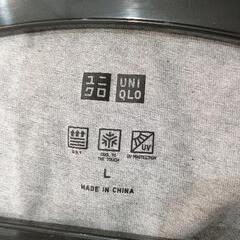 ユニ UNI
クロ QLO
D.R.Y COOL TO THE TOUCH UV PROTECTION
L
MADE IN CHINA